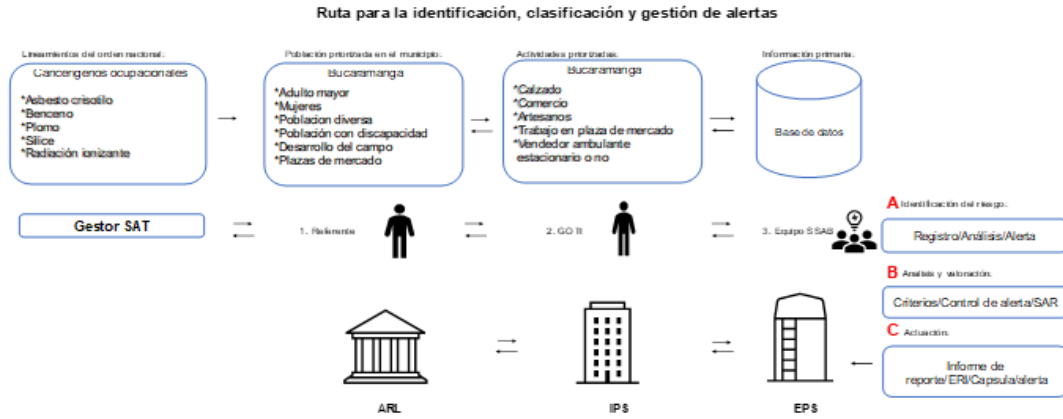 Ruta para la identificación, clasificación y gestión de alertas
Lineamientos del orden nacional:
Cancerígenos ocupacionales
*Asbesto crisotilo
*Benceno
*Plomo
*Sílice
*Radiación ionizante
Población priorizada en el municipio:
Bucaramanga
*Adulto mayor
*Mujeres
*Poblacion diversa
*Población con discapacidad
*Desarrollo del campo
*Plazas de mercado
Actividades priorizadas:
Bucaramanga
*Calzado
*Comercio
*Artesanos
*Trabajo en plaza de mercado
*Vendedor ambulante
estacionario o no
Información primaria:
Base de datos
Gestor SAT
1. Referente
2. GOTI
3. Equipo SSAB
A Identificación del riesgo:
Registro/Análisis/Alerta
B Analisis y valoración:
Criterios/Control de alerta/SAR
C Actuación:
Informe de
reporte/ERI/Capsula/alerta
ARL
IPS
EPS